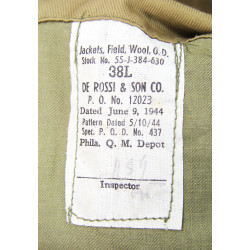 Jackets, Field, Wool, O.D.
Stock No. 55-J-384-630
38L
DE ROSSI & SON CO.
P. O. No. 12023
Dated June 9, 1944
Pattern Dated 5/10/44
Spec. P. Q. D. No. 437
Phila. Q. M. Depot
Inspector